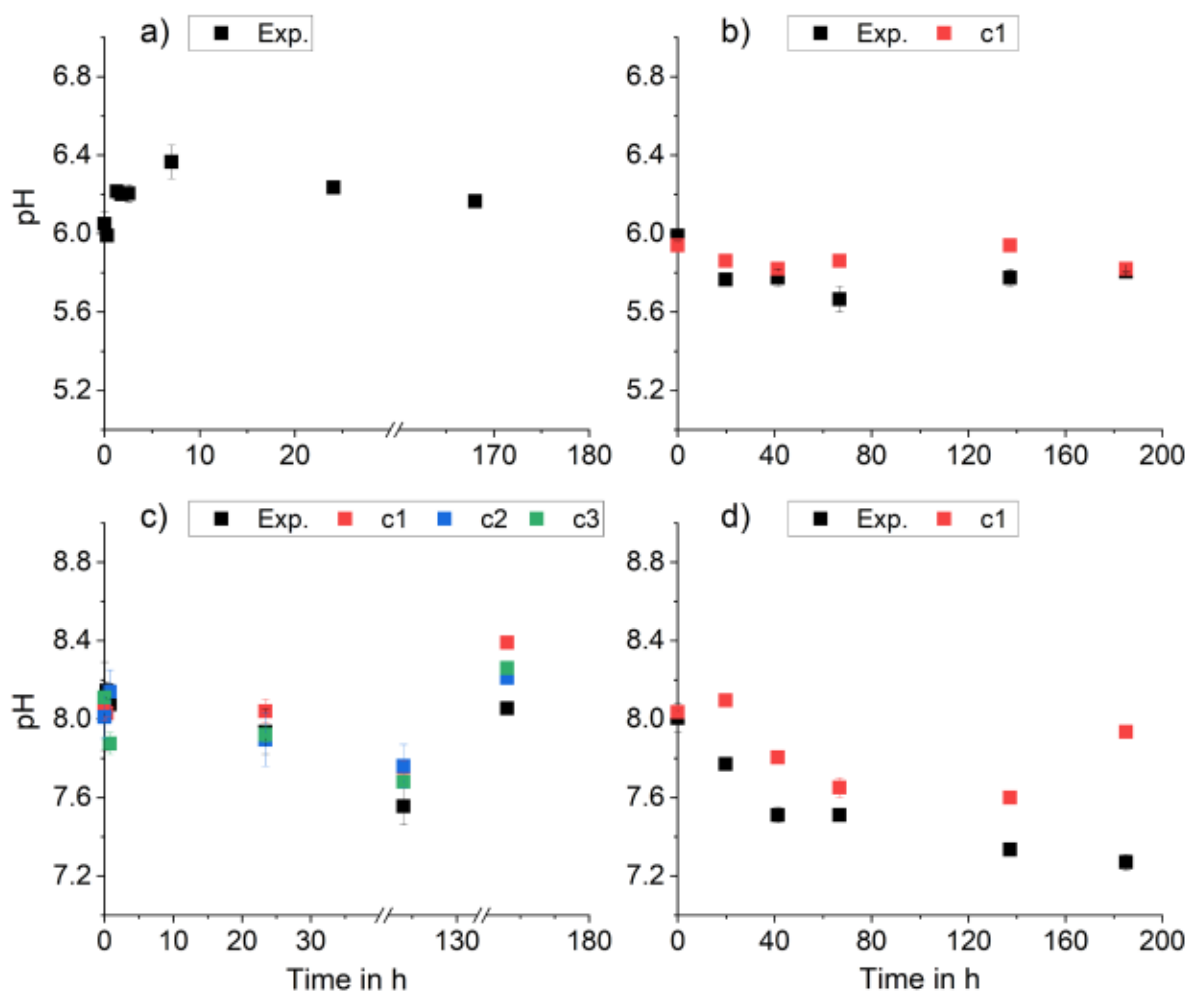 a) Exp.
b) Exp. c1
6.8
6.4
6.0
5.6
5.2
pH
0 10 20 170 180
6.8
6.4
6.0
5.6
5.2
0 40 80 120 160 200
c) Exp. c1 c2 c3
d) Exp. c1
8.8
8.4
8.0
7.6
7.2
pH
0 10 20 30 130 180
Time in h
8.8
8.4
8.0
7.6
7.2
0 40 80 120 160 200
Time in h